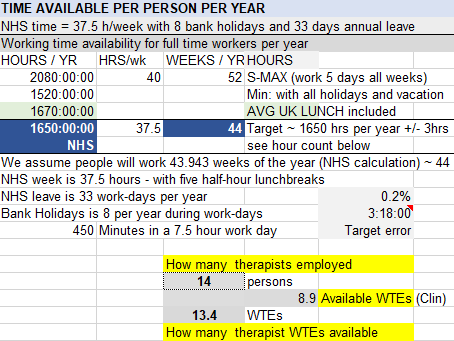 TIME AVAILABLE PER PERSON PER YEAR
NHS time = 37.5 h/week with 8 bank holidays and 33 days annual leave
Working time availability for full time workers per year
HOURS / YR HRS/wk WEEKS / YR HOURS
2080:00:00 40 52 S-MAX (work 5 days all weeks)
1520:00:00 Min: with all holidays and vacation
1670:00:00 AVG UK LUNCH included
1650:00:00 37.5 44 Target ~ 1650 hrs per year +/- 3hrs
NHS see hour count below
We assume people will work 43.943 weeks of the year (NHS calculation) ~ 44
NHS week is 37.5 hours - with five half-hour lunchbreaks
NHS leave is 33 work-days per year 0.2%
Bank Holidays is 8 per year during work-days 3:18:00
450 Minutes in a 7.5 hour work day Target error
How many therapists employed
14 persons
8.9 Available WTEs (Clin)
13.4 WTEs
How many therapist WTEs available